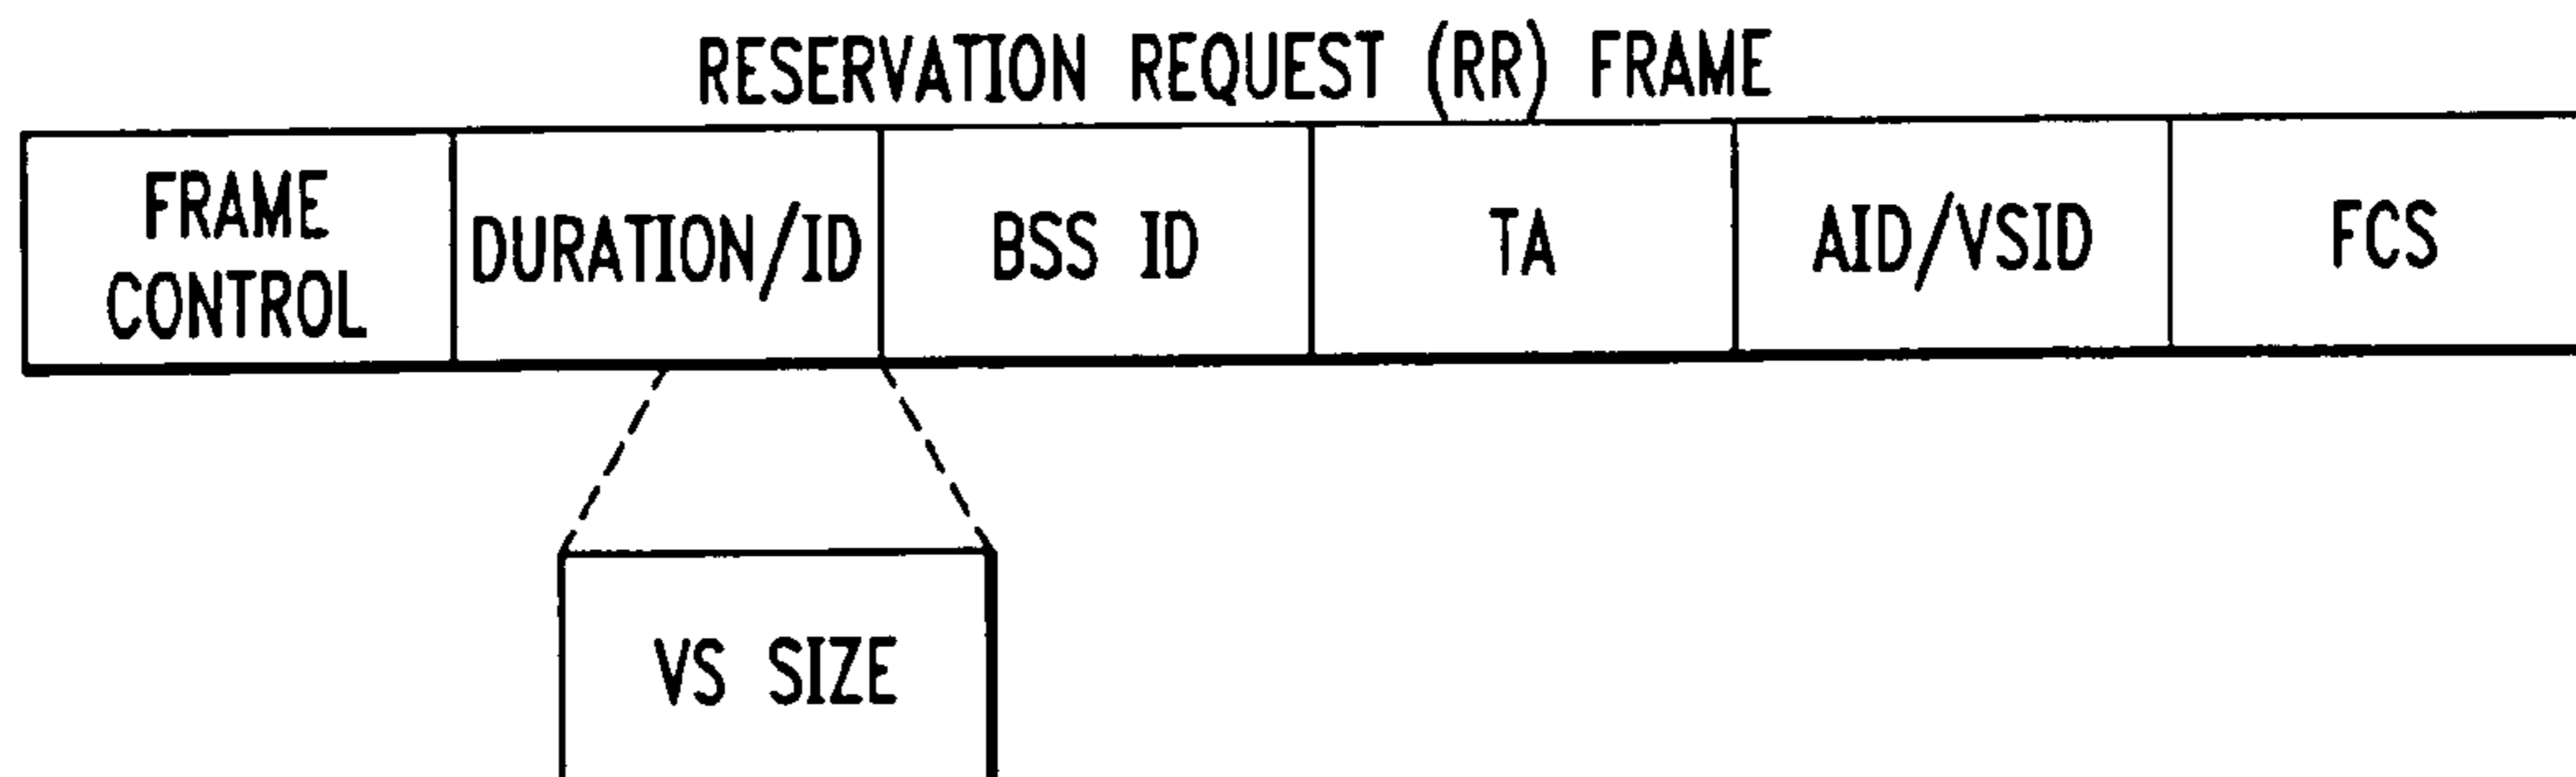 RESERVATION REQUEST (RR) FRAME
FRAME
CONTROL
DURATION/ID
BSS ID
TA
AID/VSID
FCS
VS SIZE